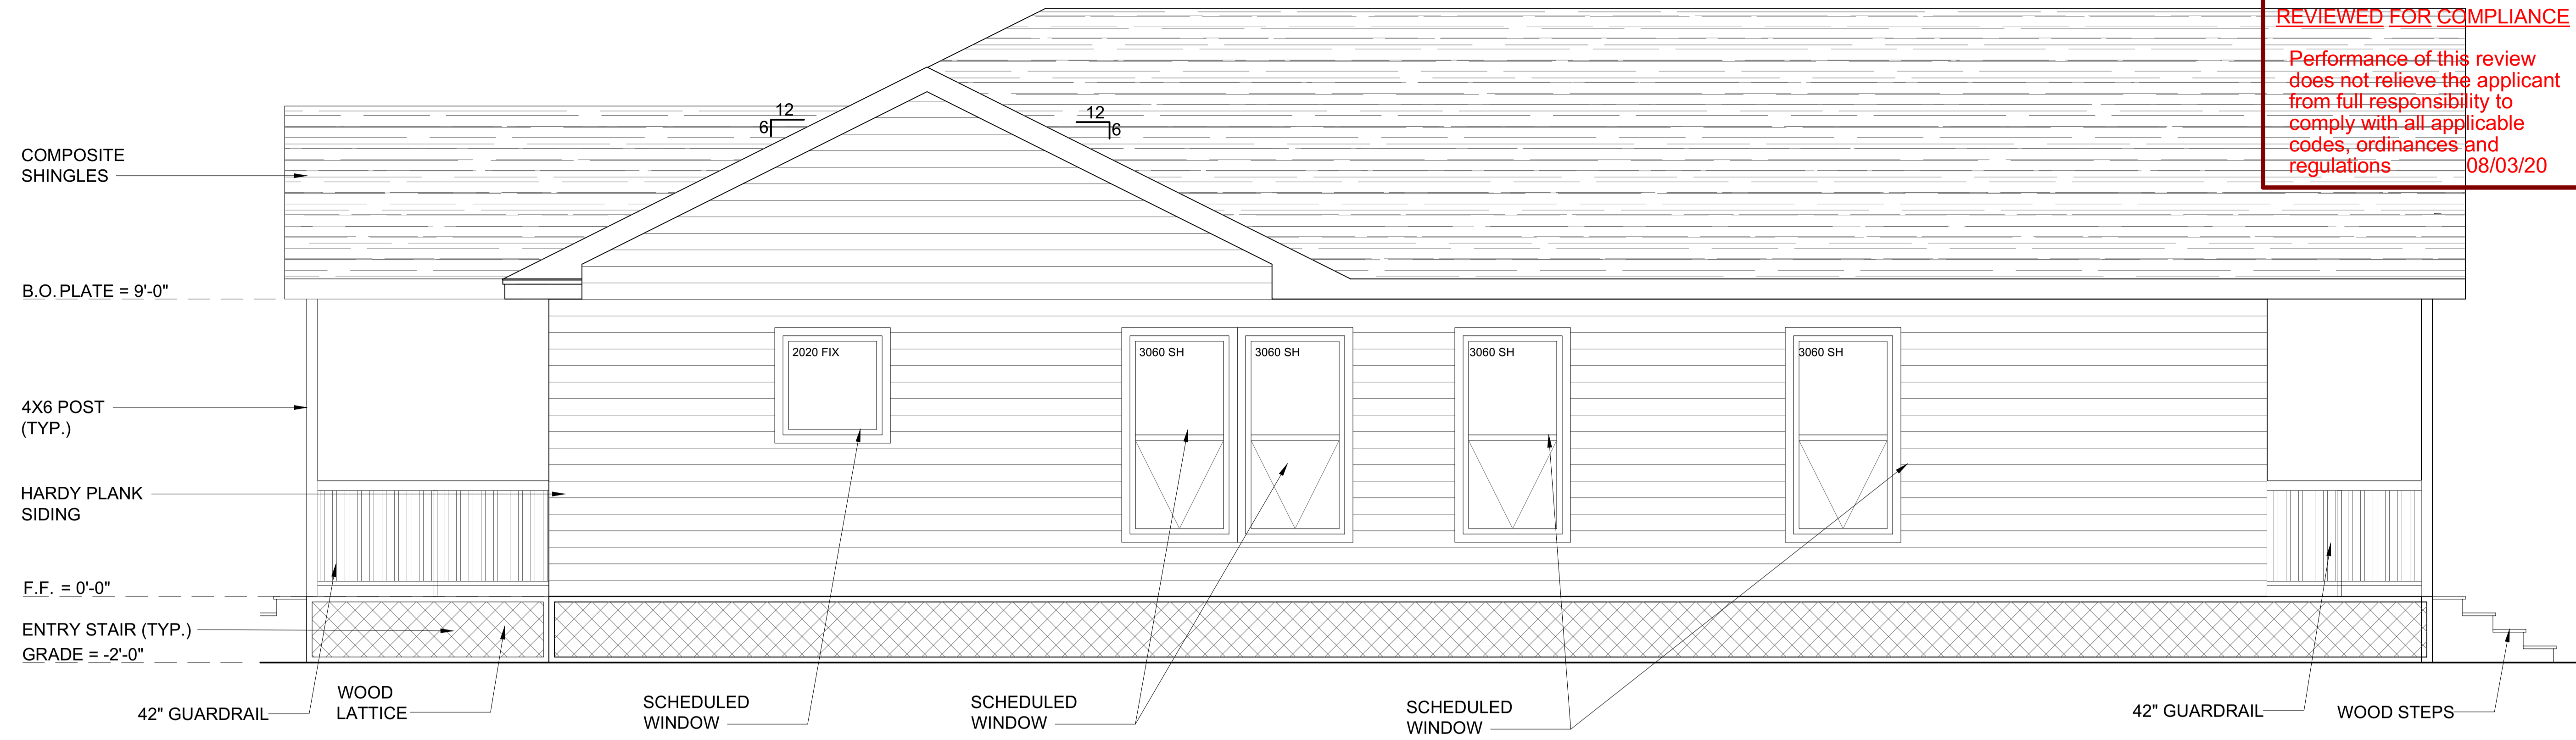 REVIEWED FOR COMPLIANCE
Performance of this review
does not relieve the applicant
from full responsibility to
comply with all applicable
codes, ordinances and
regulations 08/03/20
12
6
12
6
COMPOSITE
SHINGLES
B.O. PLATE = 9'-0"
2020 FIX
3060 SH
3060 SH
3060 SH
3060 SH
4X6 POST
(TYP.)
HARDY PLANK
SIDING
F.F. = 0'-0"
ENTRY STAIR (TYP.)
GRADE = -2'-0"
42" GUARDRAIL
WOOD
LATTICE
SCHEDULED
WINDOW
SCHEDULED
WINDOW
SCHEDULED
WINDOW
42" GUARDRAIL
WOOD STEPS